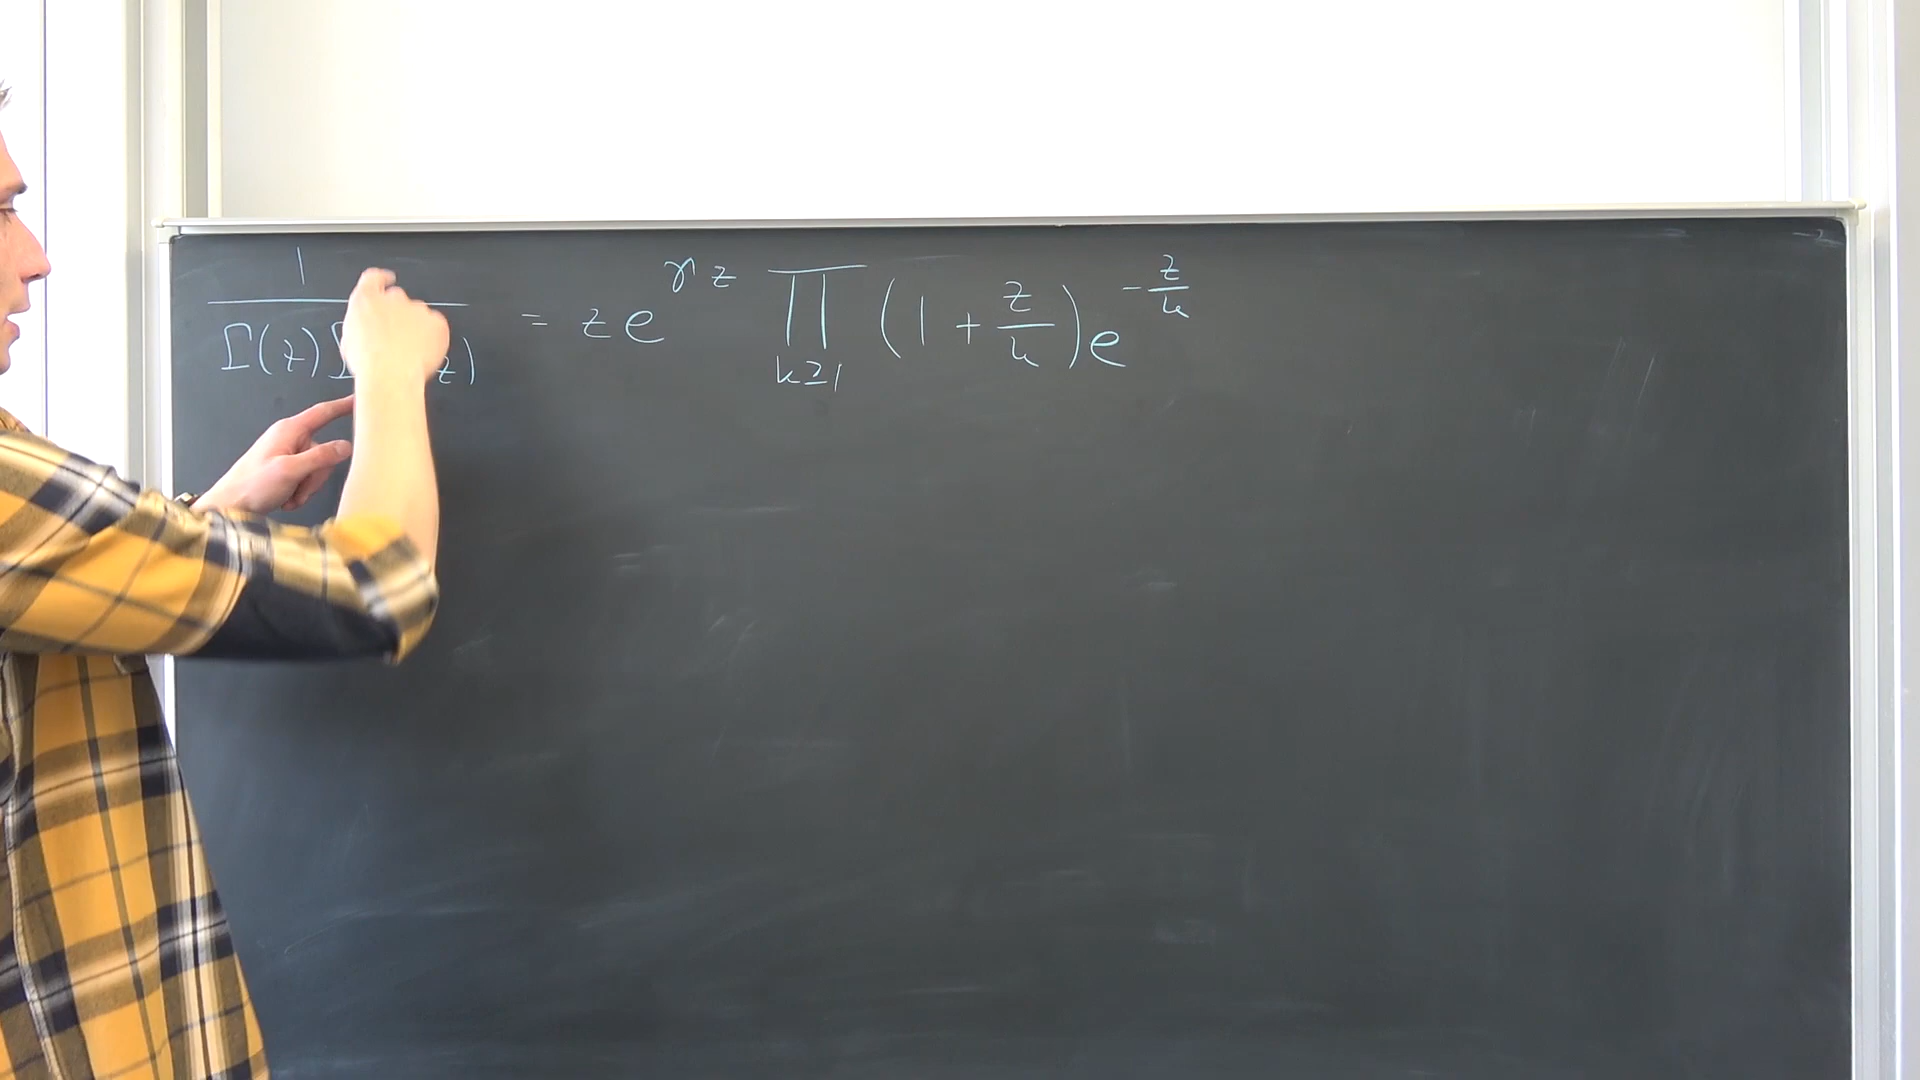 1/(Γ(z)Γ z) = z e^{γz} ∏_{k≥1} (1 + z/k) e^{-z/k}